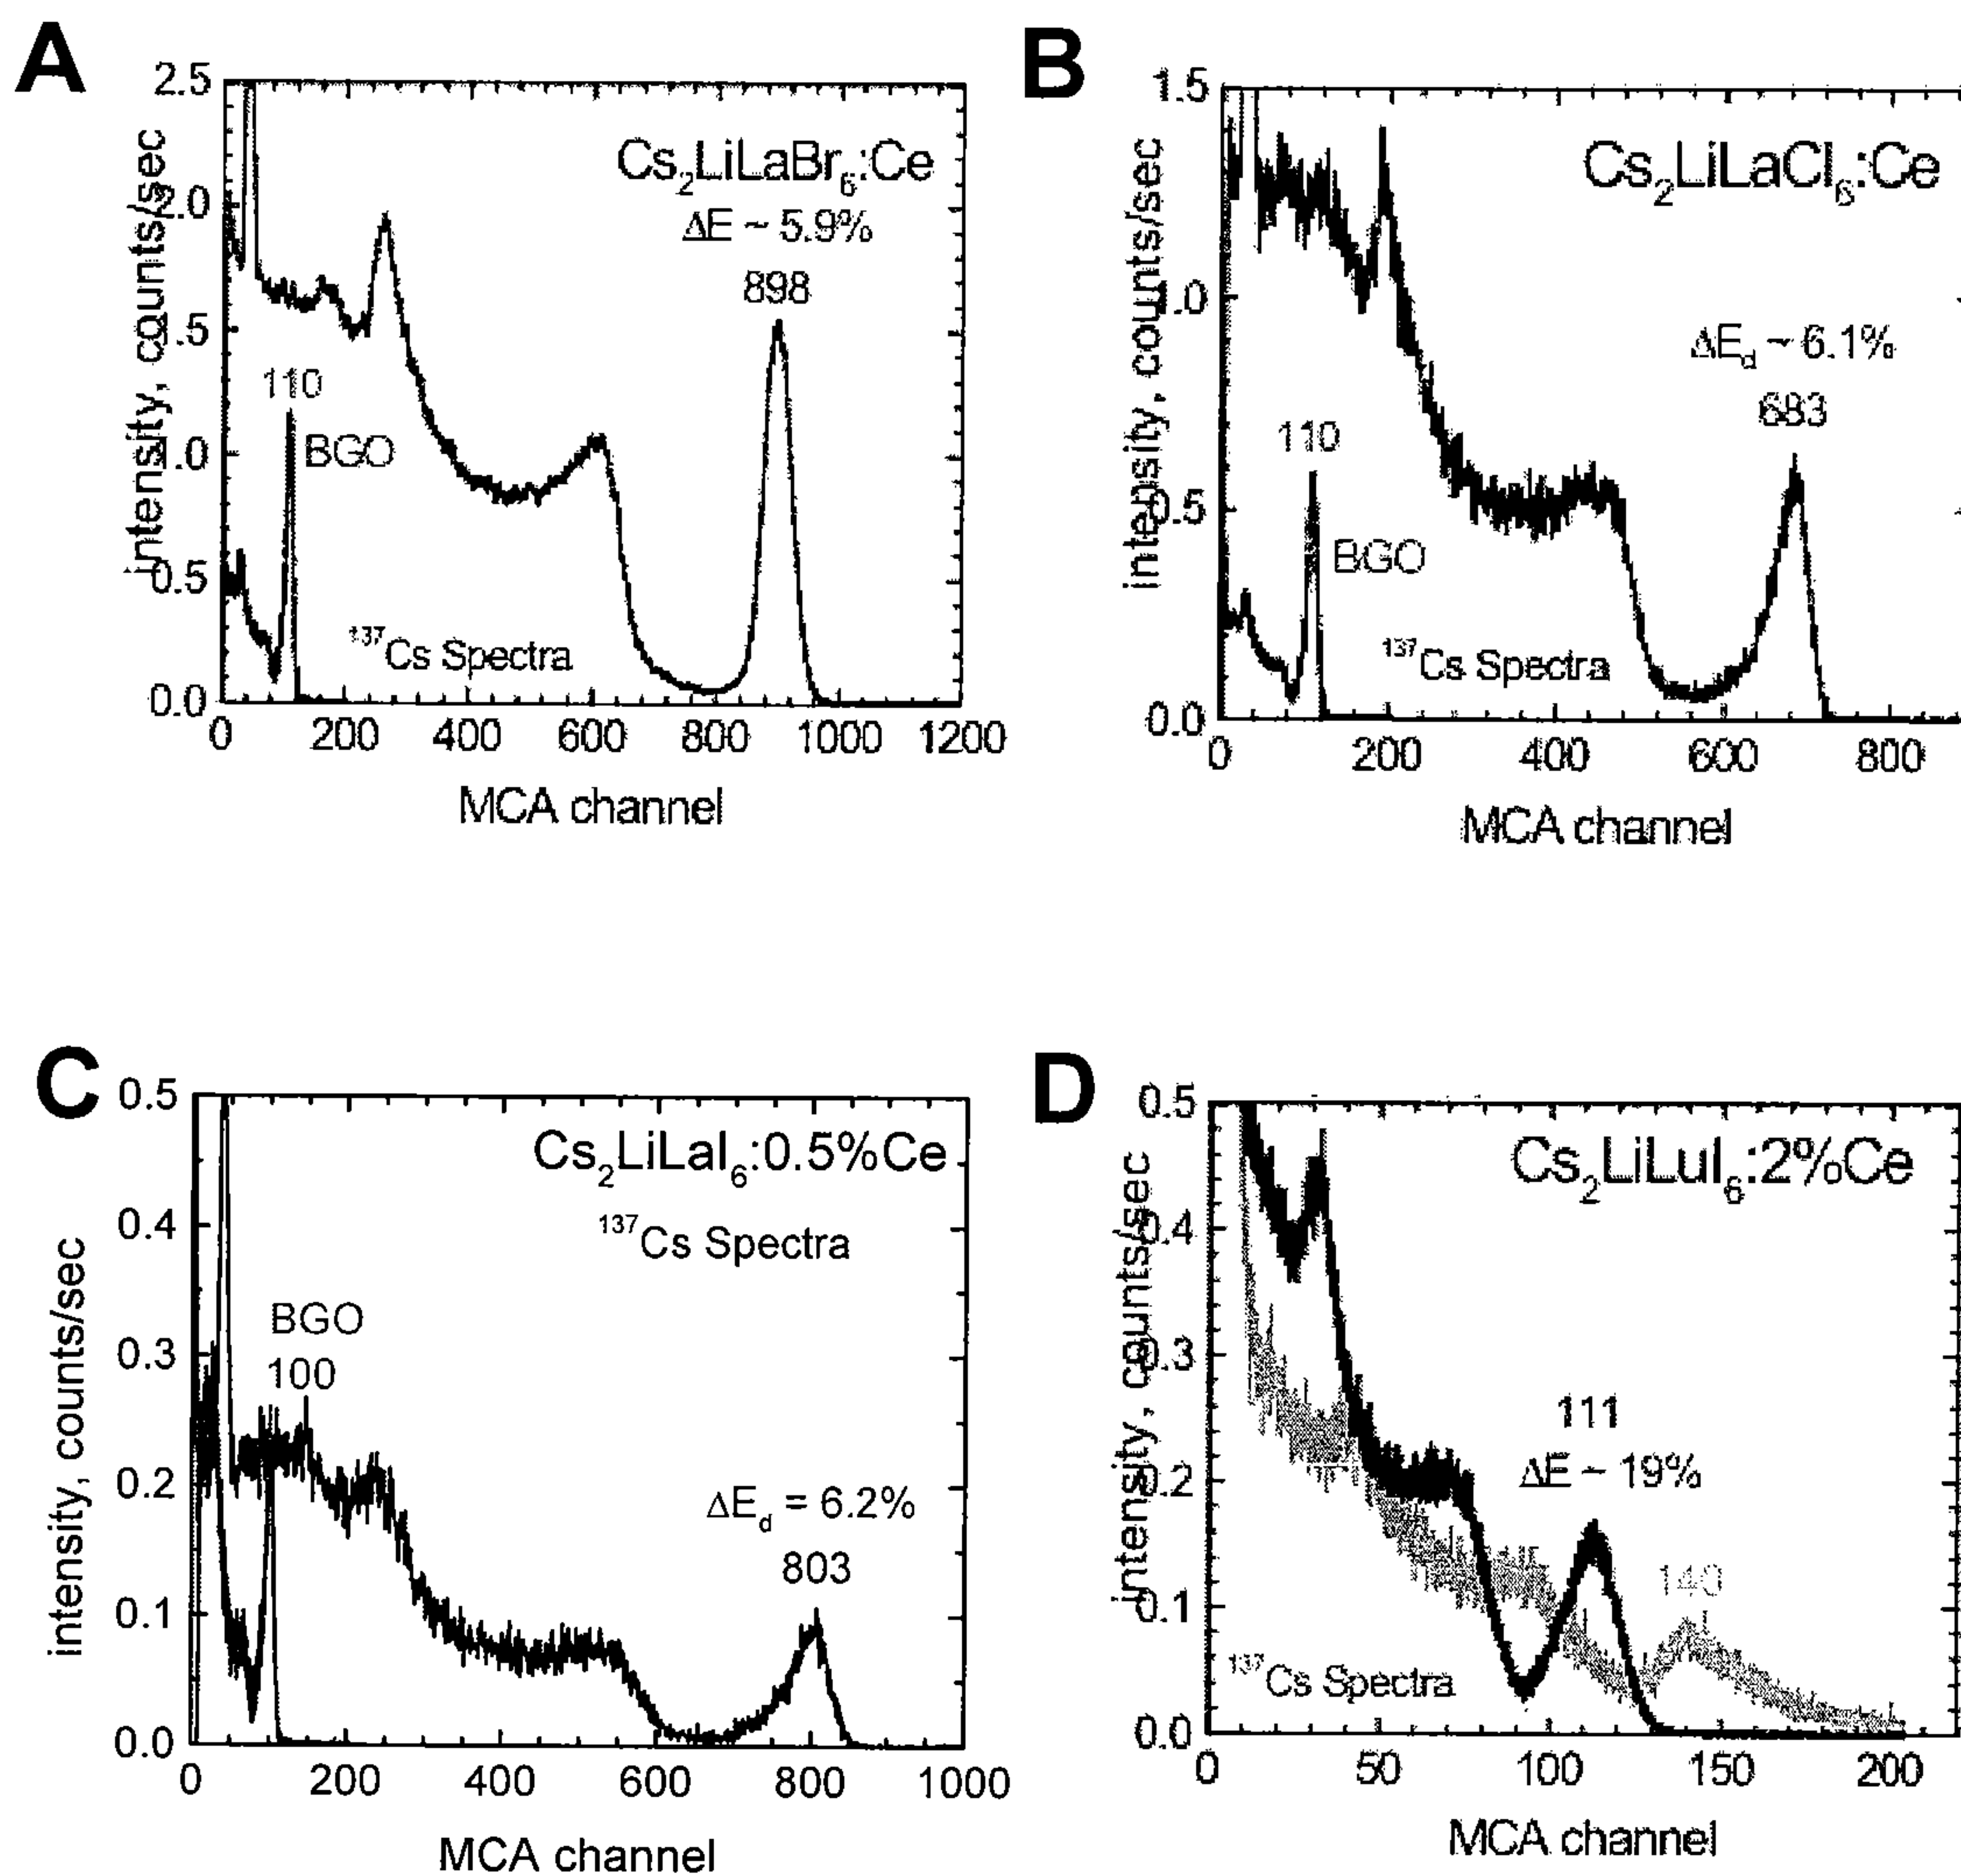 A
2.5
2.0
1.5
1.0
0.5
0.0
intensity, counts/sec
Cs₂LiLaBr₆:Ce
ΔE ~ 5.9%
898
110
BGO
¹³⁷Cs Spectra
0 200 400 600 800 1000 1200
MCA channel
B
1.5
1.0
0.5
0.0
intensity, counts/sec
Cs₂LiLaCl₆:Ce
ΔE_d ~ 6.1%
683
110
BGO
¹³⁷Cs Spectra
0 200 400 600 800
MCA channel
C
0.5
0.4
0.3
0.2
0.1
0.0
intensity, counts/sec
Cs₂LiLaI₆:0.5%Ce
¹³⁷Cs Spectra
BGO
100
ΔE_d = 6.2%
803
0 200 400 600 800 1000
MCA channel
D
0.5
0.4
0.3
0.2
0.1
0.0
intensity, counts/sec
Cs₂LiLuI₆:2%Ce
111
ΔE ~ 19%
140
¹³⁷Cs Spectra
0 50 100 150 200
MCA channel